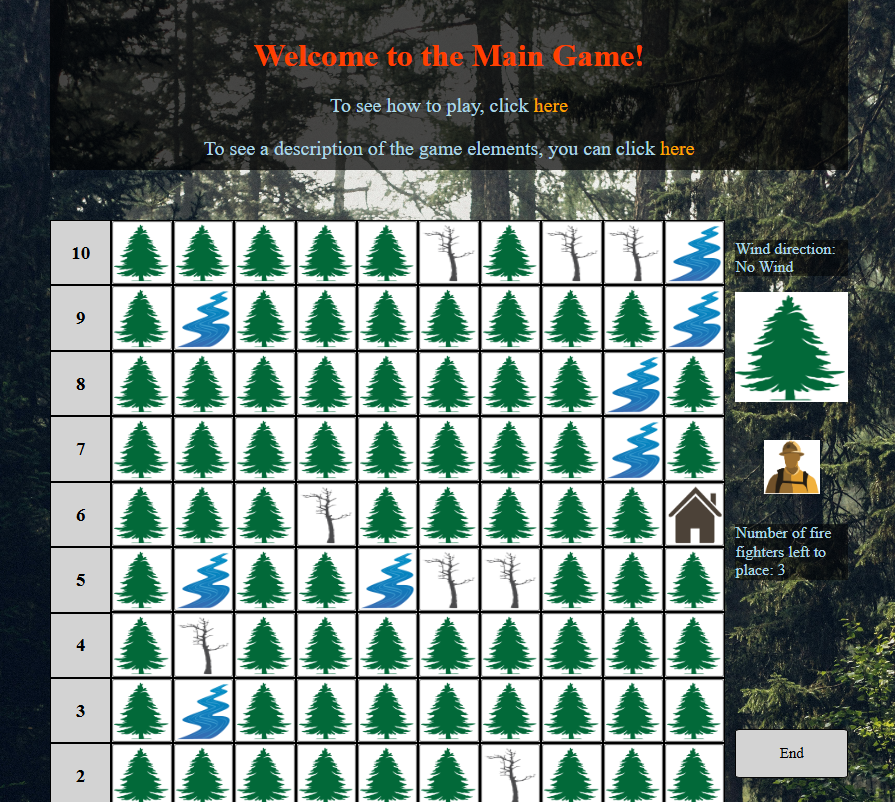 Welcome to the Main Game!
To see how to play, click here
To see a description of the game elements, you can click here
10
Wind direction:
No Wind
9
8
7
6
Number of fire
fighters left to
place: 3
5
4
3
End
2